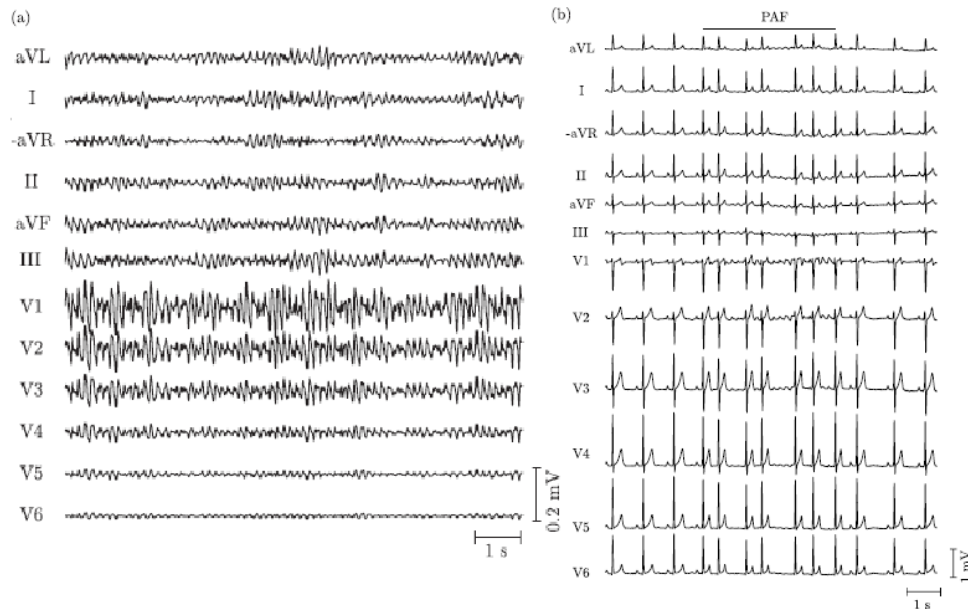 (a)
aVL
I
-aVR
II
aVF
III
V1
V2
V3
V4
V5
V6
0.2 mV
1 s
(b)
PAF
aVL
I
-aVR
II
aVF
III
V1
V2
V3
V4
V5
V6
1 mV
1 s